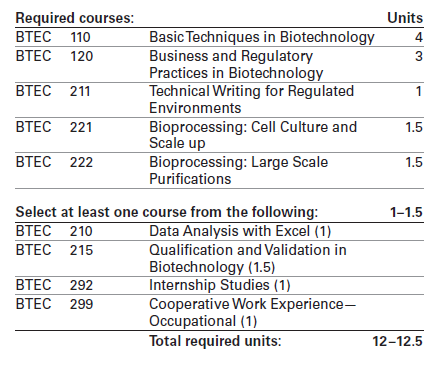 Required courses: Units
BTEC 110 Basic Techniques in Biotechnology 4
BTEC 120 Business and Regulatory 3
Practices in Biotechnology
BTEC 211 Technical Writing for Regulated 1
Environments
BTEC 221 Bioprocessing: Cell Culture and 1.5
Scale up
BTEC 222 Bioprocessing: Large Scale 1.5
Purifications
Select at least one course from the following: 1–1.5
BTEC 210 Data Analysis with Excel (1)
BTEC 215 Qualification and Validation in
Biotechnology (1.5)
BTEC 292 Internship Studies (1)
BTEC 299 Cooperative Work Experience—
Occupational (1)
Total required units: 12–12.5